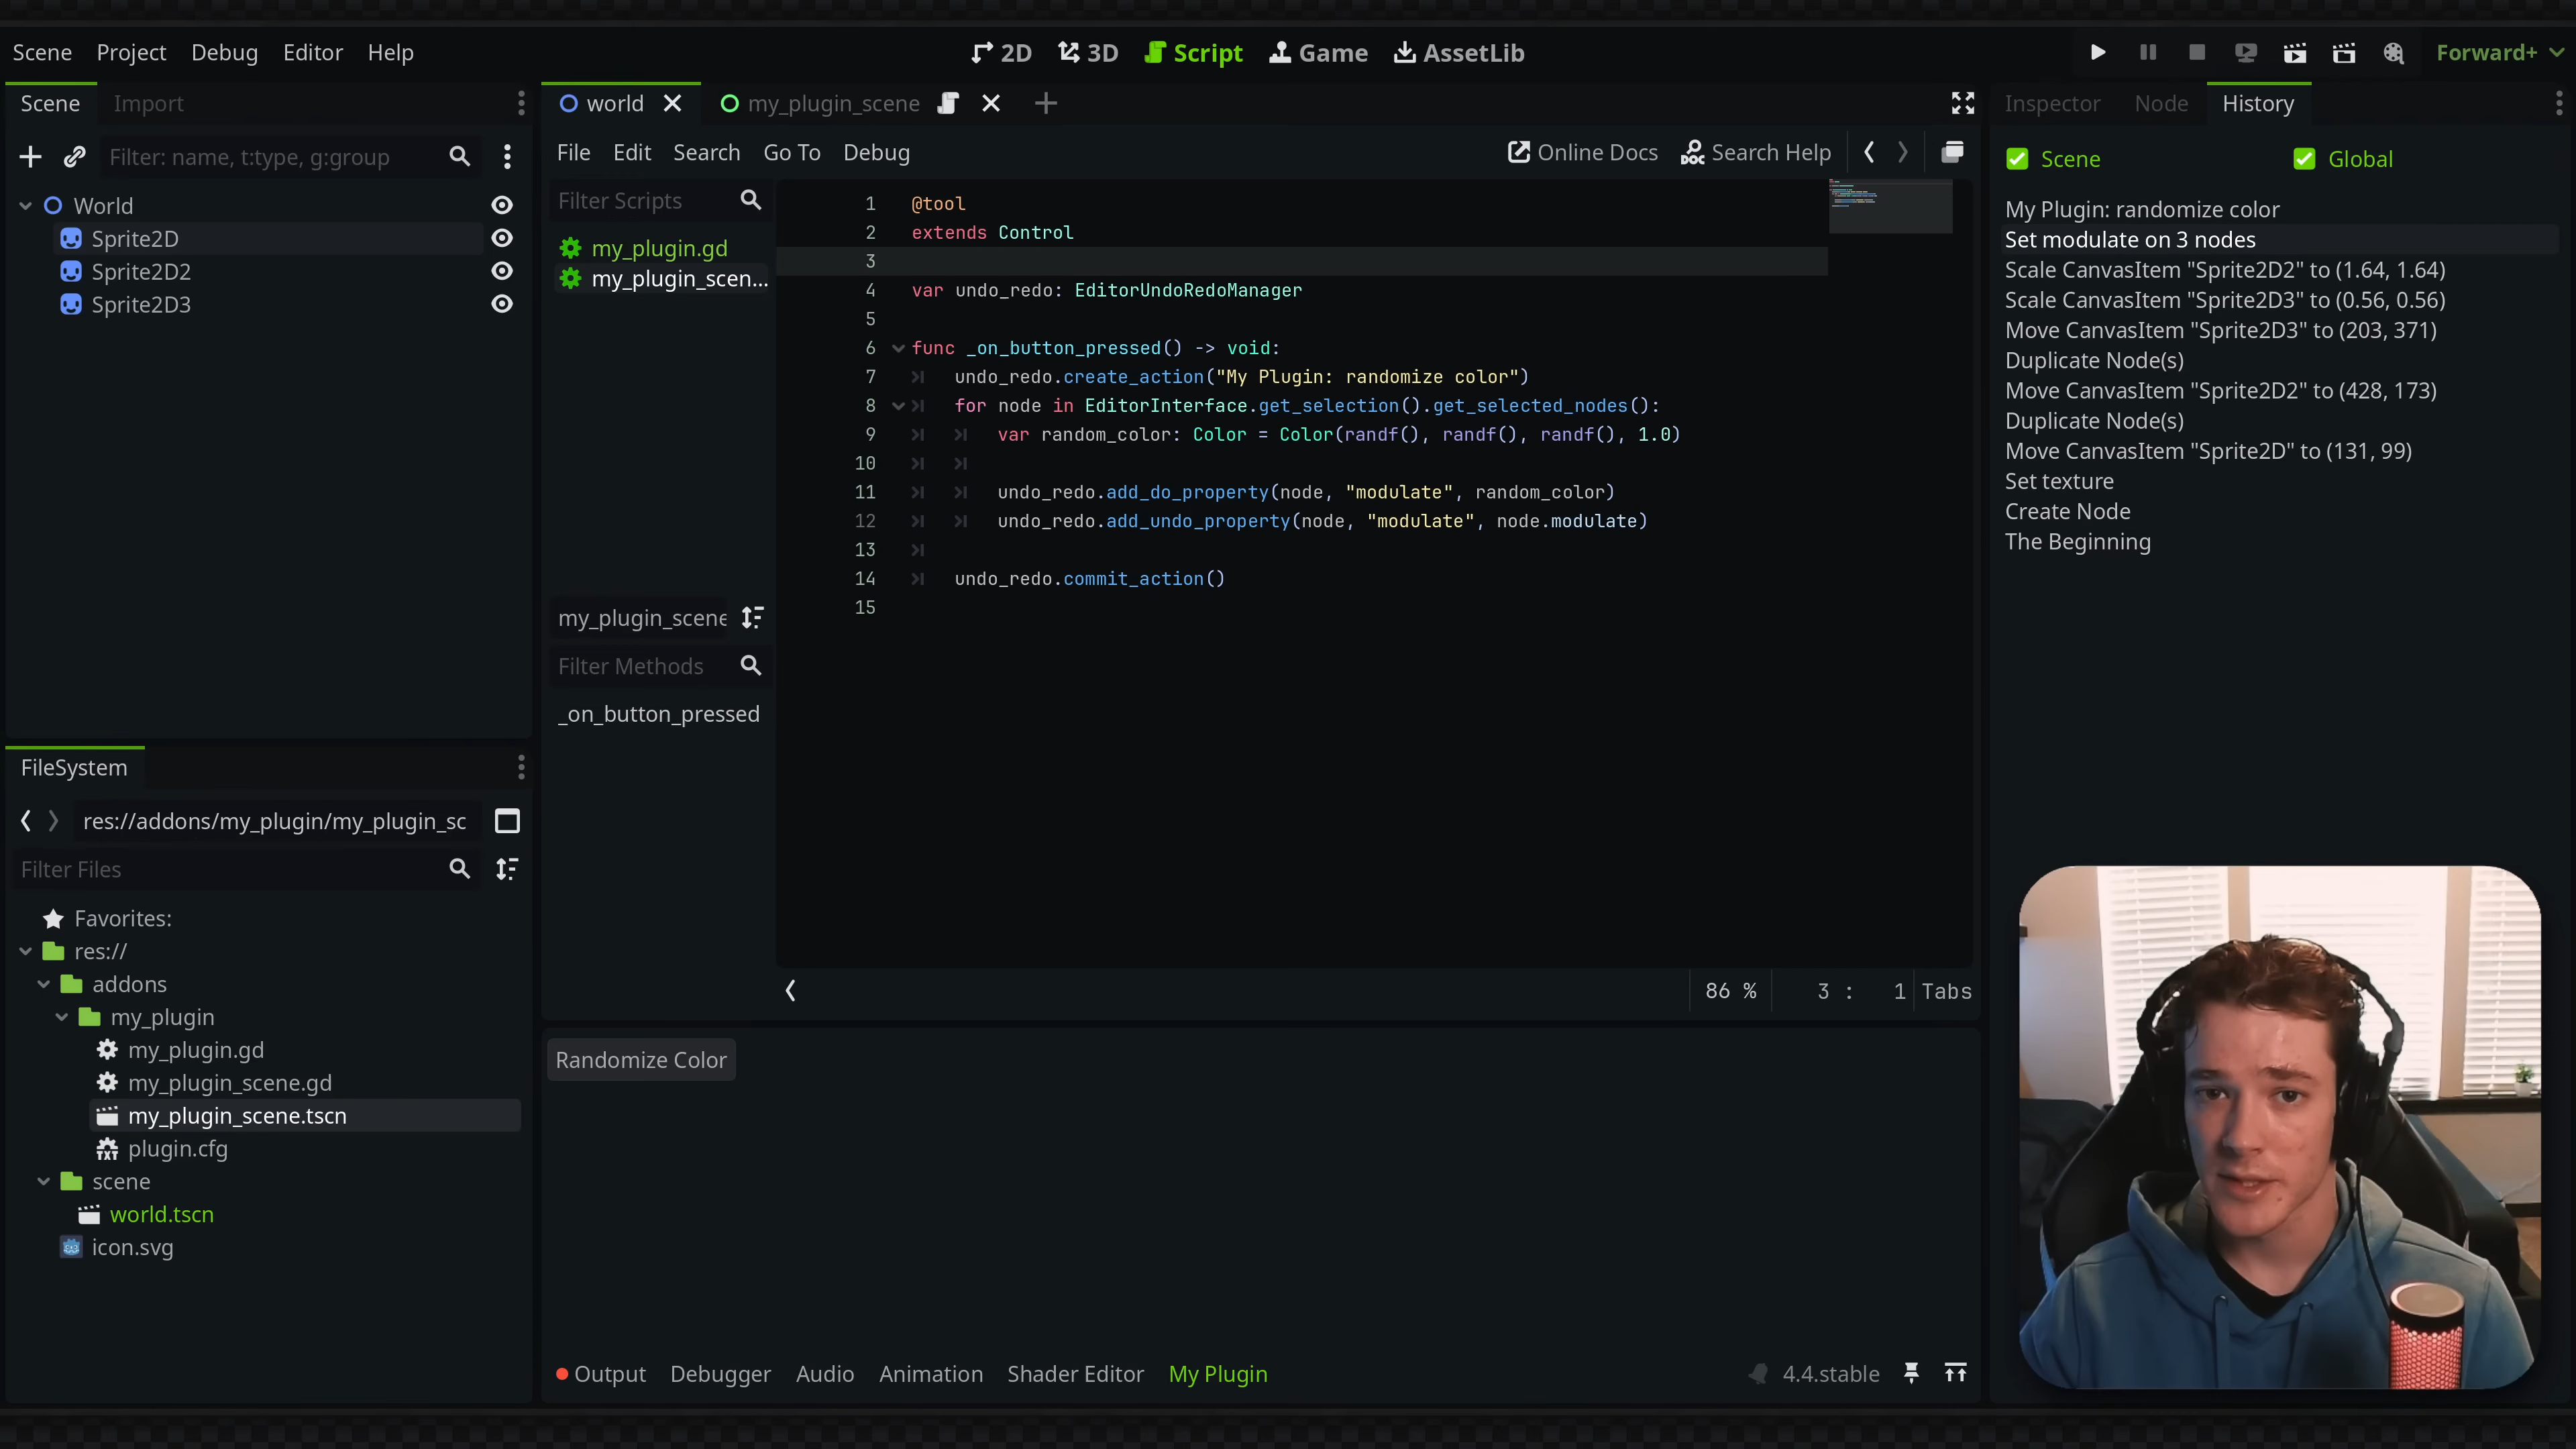 Scene Project Debug Editor Help
2D 3D Script Game AssetLib
Forward+
Scene Import
Filter: name, t:type, g:group
World
Sprite2D
Sprite2D2
Sprite2D3
FileSystem
res://addons/my_plugin/my_plugin_sc
Filter Files
Favorites:
res://
addons
my_plugin
my_plugin.gd
my_plugin_scene.gd
my_plugin_scene.tscn
plugin.cfg
scene
world.tscn
icon.svg
world my_plugin_scene
File Edit Search Go To Debug
Online Docs Search Help
Filter Scripts
my_plugin.gd
my_plugin_scen...
my_plugin_scene
Filter Methods
_on_button_pressed
1 @tool
2 extends Control
3
4 var undo_redo: EditorUndoRedoManager
5
6 func _on_button_pressed() -> void:
7 undo_redo.create_action("My Plugin: randomize color")
8 for node in EditorInterface.get_selection().get_selected_nodes():
9 var random_color: Color = Color(randf(), randf(), randf(), 1.0)
10
11 undo_redo.add_do_property(node, "modulate", random_color)
12 undo_redo.add_undo_property(node, "modulate", node.modulate)
13
14 undo_redo.commit_action()
15
86 % 3 : 1 Tabs
Randomize Color
Output Debugger Audio Animation Shader Editor My Plugin
4.4.stable
Inspector Node History
Scene Global
My Plugin: randomize color
Set modulate on 3 nodes
Scale CanvasItem "Sprite2D2" to (1.64, 1.64)
Scale CanvasItem "Sprite2D3" to (0.56, 0.56)
Move CanvasItem "Sprite2D3" to (203, 371)
Duplicate Node(s)
Move CanvasItem "Sprite2D2" to (428, 173)
Duplicate Node(s)
Move CanvasItem "Sprite2D" to (131, 99)
Set texture
Create Node
The Beginning